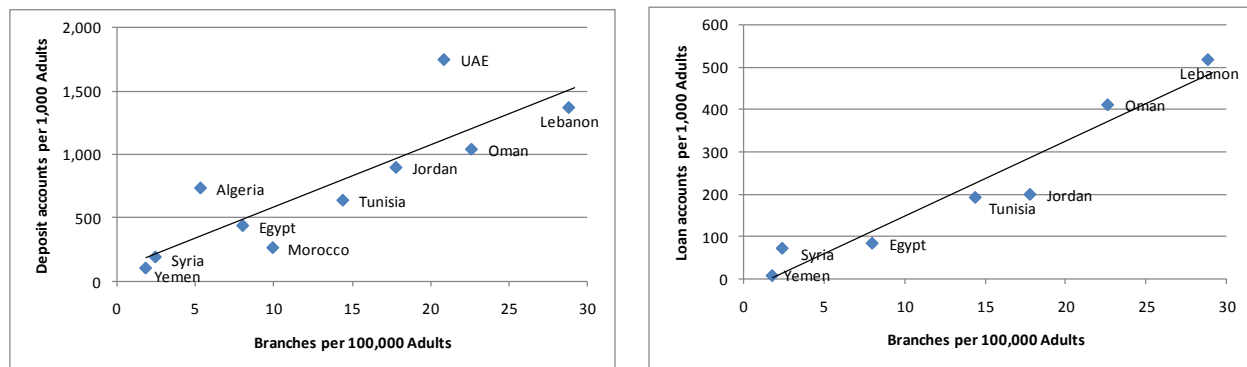 2,000
1,500
1,000
500
0
Deposit accounts per 1,000 Adults
UAE
Lebanon
Oman
Jordan
Algeria
Tunisia
Egypt
Morocco
Syria
Yemen
0 5 10 15 20 25 30
Branches per 100,000 Adults
600
500
400
300
200
100
0
Loan accounts per 1,000 Adults
Lebanon
Oman
Jordan
Tunisia
Egypt
Syria
Yemen
0 5 10 15 20 25 30
Branches per 100,000 Adults